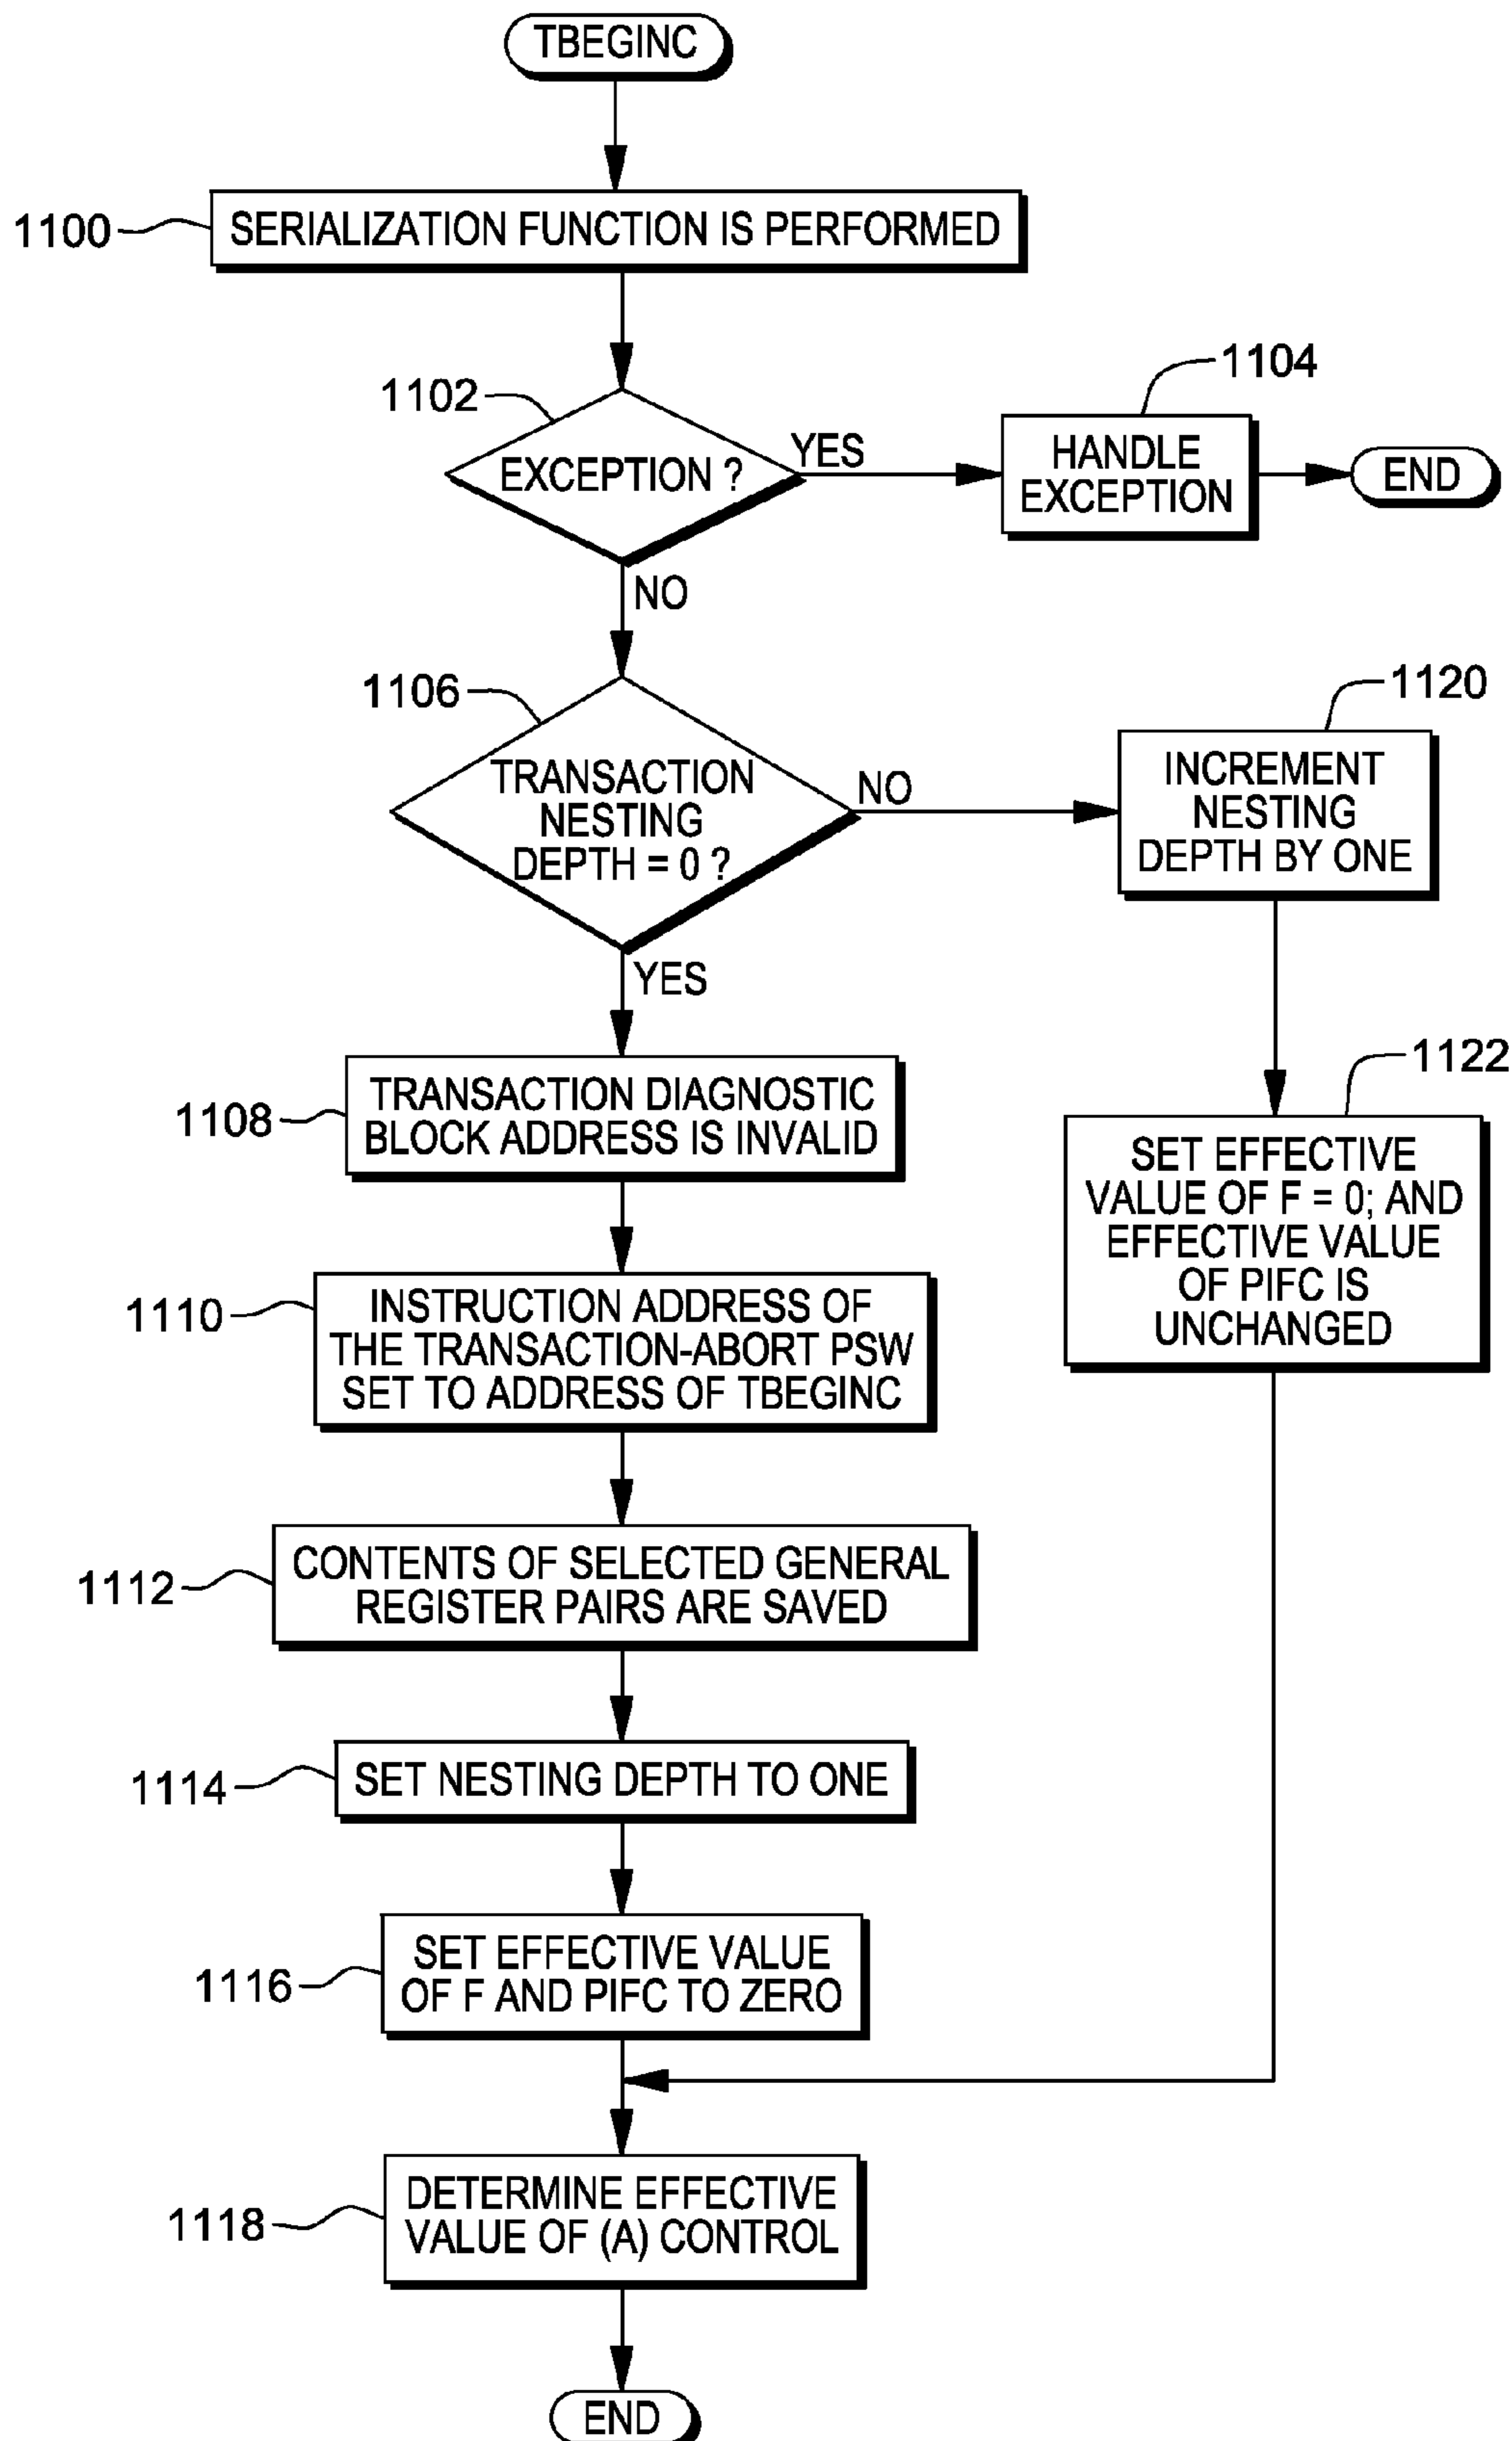 TBEGINC
1100
SERIALIZATION FUNCTION IS PERFORMED
1102
EXCEPTION ?
YES
1104
HANDLE
EXCEPTION
END
NO
1106
TRANSACTION
NESTING
DEPTH = 0 ?
NO
1120
INCREMENT
NESTING
DEPTH BY ONE
YES
1122
SET EFFECTIVE
VALUE OF F = 0; AND
EFFECTIVE VALUE
OF PIFC IS
UNCHANGED
1108
TRANSACTION DIAGNOSTIC
BLOCK ADDRESS IS INVALID
1110
INSTRUCTION ADDRESS OF
THE TRANSACTION-ABORT PSW
SET TO ADDRESS OF TBEGINC
1112
CONTENTS OF SELECTED GENERAL
REGISTER PAIRS ARE SAVED
1114
SET NESTING DEPTH TO ONE
1116
SET EFFECTIVE VALUE
OF F AND PIFC TO ZERO
1118
DETERMINE EFFECTIVE
VALUE OF (A) CONTROL
END